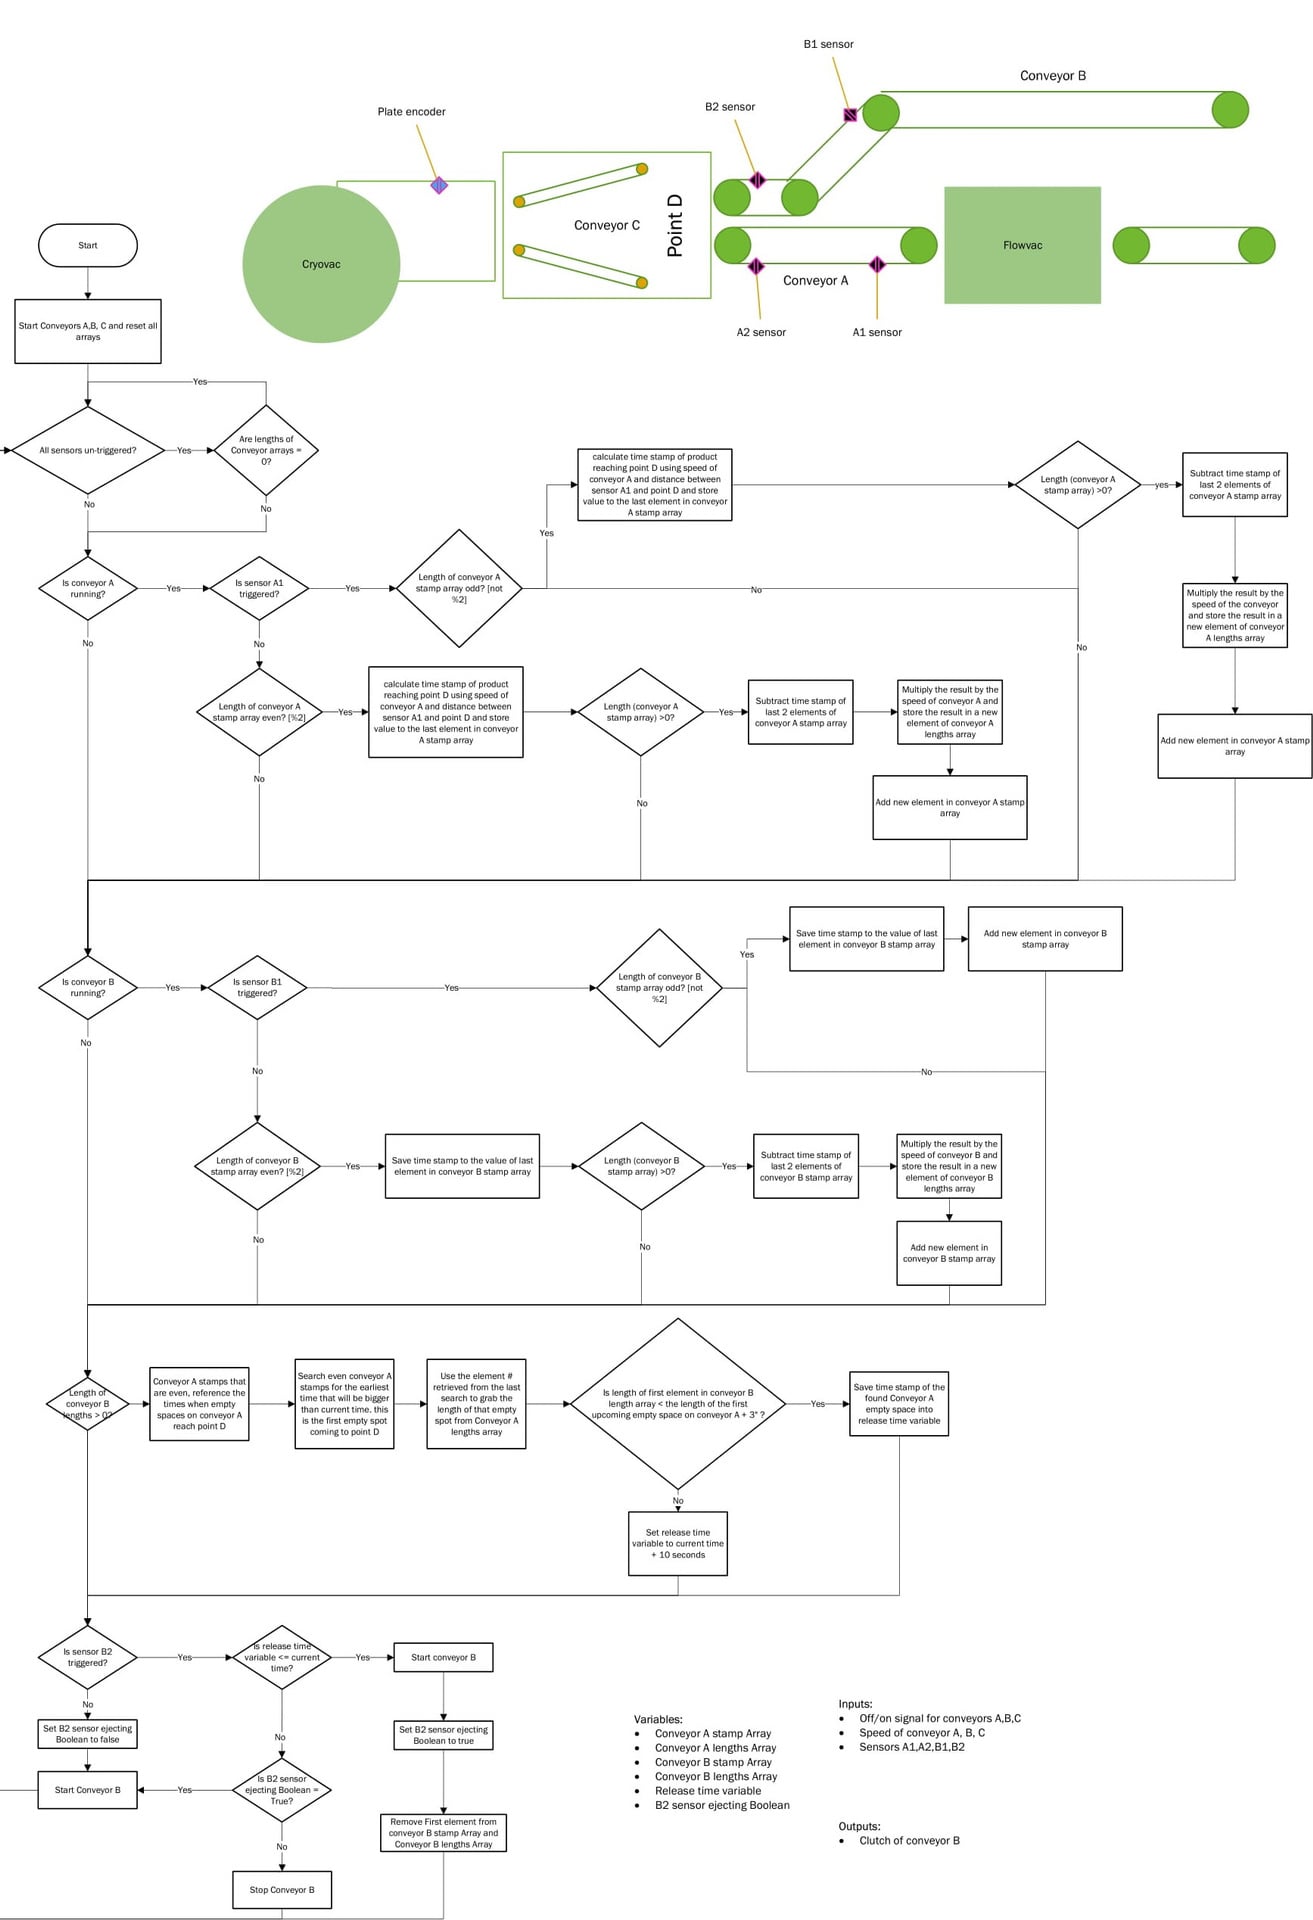 B1 sensor
Conveyor B
B2 sensor
Plate encoder
Point D
Conveyor C
Cryovac
Flowvac
Conveyor A
A2 sensor
A1 sensor
Start
Start Conveyors A,B, C and reset all
arrays
Yes
All sensors un-triggered?
Yes
Are lengths of
Conveyor arrays =
0?
No
No
calculate time stamp of product
reaching point D using speed of
conveyor A and distance between
sensor A1 and point D and store
value to the last element in conveyor
A stamp array
Length (conveyor A
stamp array) >0?
yes
Subtract time stamp of
last 2 elements of
conveyor A stamp array
Yes
Is conveyor A
running?
Yes
Is sensor A1
triggered?
Yes
Length of conveyor A
stamp array odd? [not
%2]
No
Multiply the result by the
speed of the conveyor
and store the result in a
new element of conveyor
A lengths array
No
No
No
Length of conveyor A
stamp array even? [%2]
Yes
calculate time stamp of product
reaching point D using speed of
conveyor A and distance between
sensor A1 and point D and store
value to the last element in conveyor
A stamp array
Length (conveyor A
stamp array) >0?
Yes
Subtract time stamp of
last 2 elements of
conveyor A stamp array
Multiply the result by the
speed of conveyor A and
store the result in a new
element of conveyor A
lengths array
Add new element in conveyor A stamp
array
No
No
Add new element in conveyor A stamp
array
Save time stamp to the value of last
element in conveyor B stamp array
Add new element in conveyor B
stamp array
Yes
Is conveyor B
running?
Yes
Is sensor B1
triggered?
Yes
Length of conveyor B
stamp array odd? [not
%2]
No
No
No
Length of conveyor B
stamp array even? [%2]
Yes
Save time stamp to the value of last
element in conveyor B stamp array
Length (conveyor B
stamp array) >0?
Yes
Subtract time stamp of
last 2 elements of
conveyor B stamp array
Multiply the result by the
speed of conveyor B and
store the result in a new
element of conveyor B
lengths array
No
No
Add new element in
conveyor B stamp array
Length of
conveyor B
lengths > 0?
Conveyor A stamps that
are even, reference the
times when empty
spaces on conveyor A
reach point D
Search even conveyor A
stamps for the earliest
time that will be bigger
than current time. this
is the first empty spot
coming to point D
Use the element #
retrieved from the last
search to grab the
length of that empty
spot from Conveyor A
lengths array
Is length of first element in conveyor B
length array < the length of the first
upcoming empty space on conveyor A + 3" ?
Yes
Save time stamp of the
found Conveyor A
empty space into
release time variable
No
Set release time
variable to current time
+ 10 seconds
Is sensor B2
triggered?
Yes
Is release time
variable <= current
time?
Yes
Start conveyor B
No
Set B2 sensor ejecting
Boolean to false
No
Set B2 sensor ejecting
Boolean to true
Start Conveyor B
Yes
Is B2 sensor
ejecting Boolean =
True?
Remove First element from
conveyor B stamp Array and
Conveyor B lengths Array
No
Stop Conveyor B
Variables:
• Conveyor A stamp Array
• Conveyor A lengths Array
• Conveyor B stamp Array
• Conveyor B lengths Array
• Release time variable
• B2 sensor ejecting Boolean
Inputs:
• Off/on signal for conveyors A,B,C
• Speed of conveyor A, B, C
• Sensors A1,A2,B1,B2
Outputs:
• Clutch of conveyor B